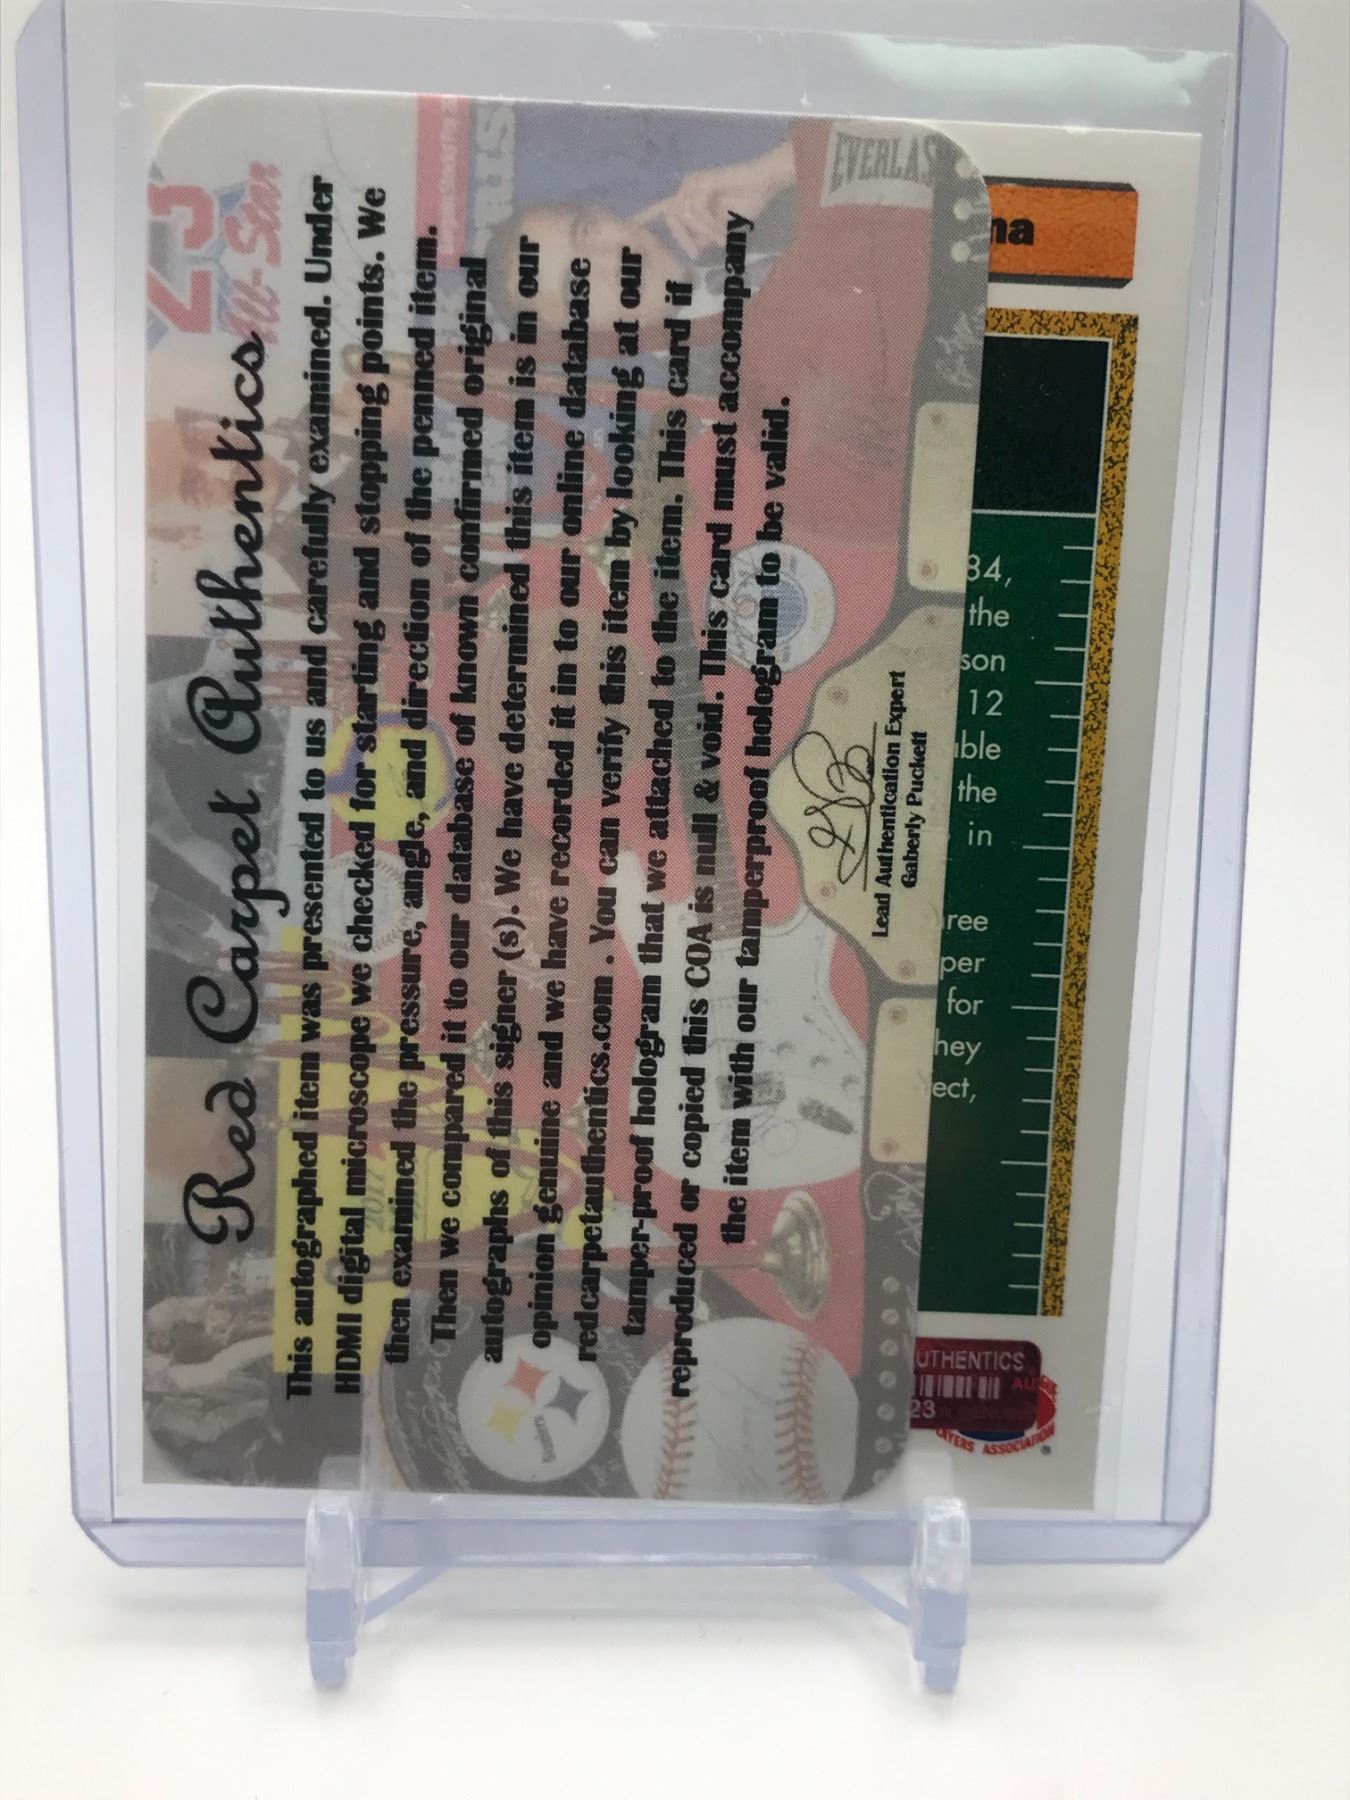 Red Carpet Authentics
This autographed item was presented to us and carefully examined. Under
HDMI digital microscope we checked for starting and stopping points. We
then examined the pressure, angle, and direction of the penned item.
Then we compared it to our database of known confirmed original
autographs of this signer (s). We have determined this item is in our
opinion genuine and we have recorded it in to our online database
redcarpetauthentics.com . You can verify this item by looking at our
tamper-proof hologram that we attached to the item. This card if
reproduced or copied this COA is null & void. This card must accompany
the item with our tamperproof hologram to be valid.
Lead Authentication Expert
Gaberly Puckett
EVERLAS
23
All-Star
2017
na
84,
the
son
12
ble
the
in
ree
per
for
hey
ect,
UTHENTICS
23
AYERS ASSOCIATION